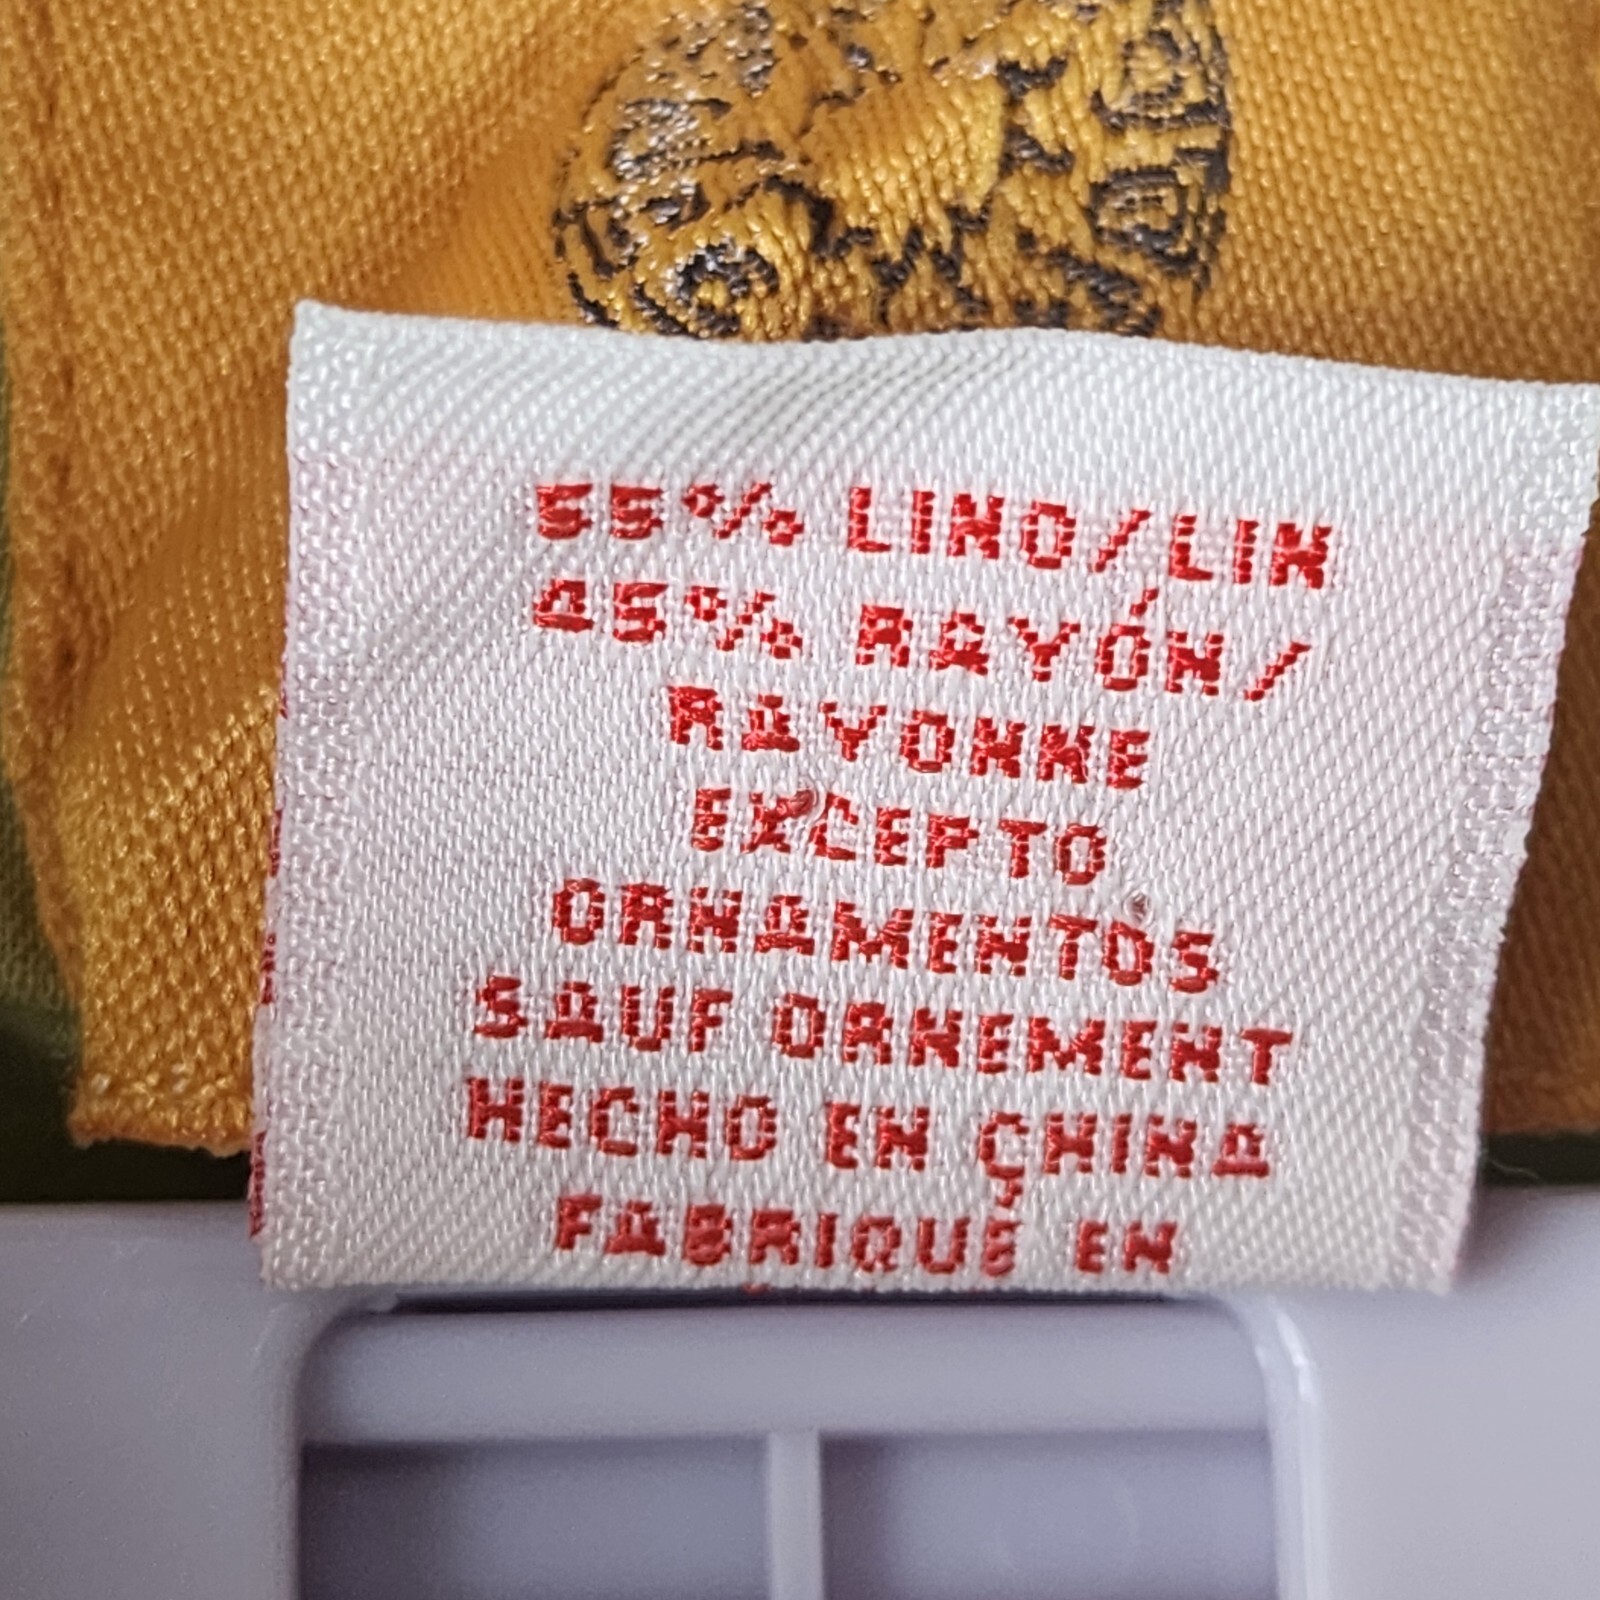 55% LINO/LIN
45% RAYÓN/
RAYONNE
EXCEPTO
ORNAMENTOS
SAUF ORNEMENT
HECHO EN CHINA
FABRIQUÉ EN